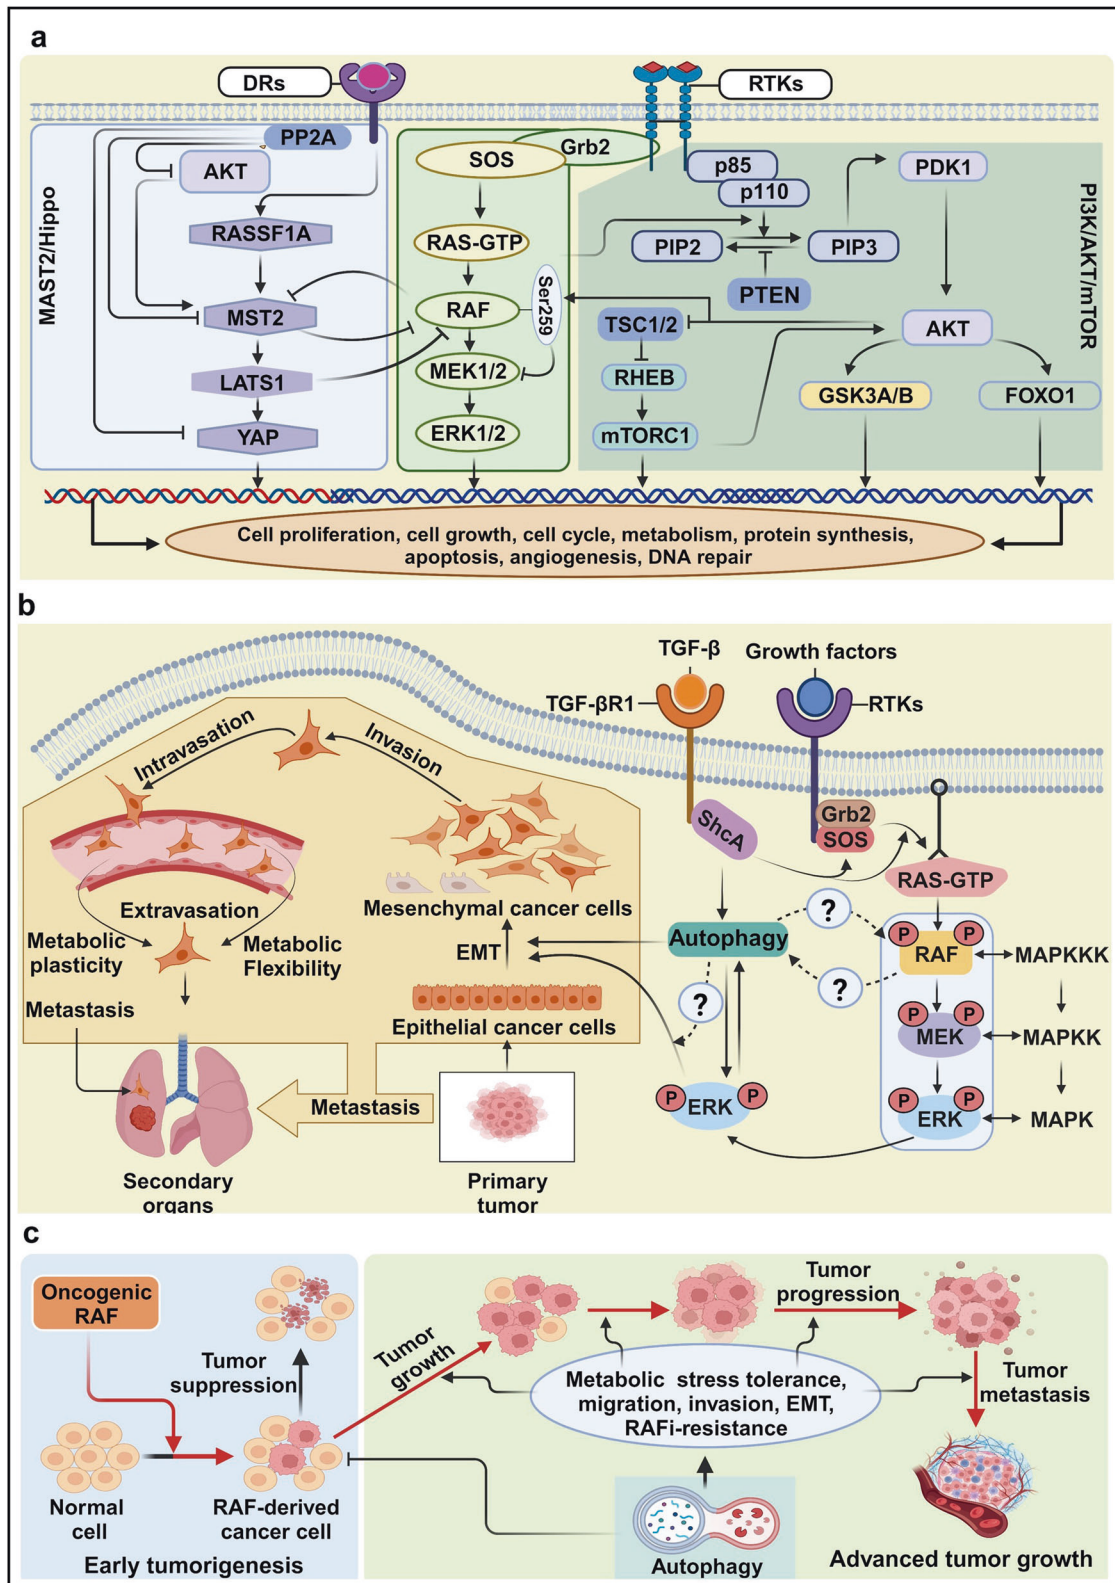 a
DRs
RTKs
MAST2/Hippo
PP2A
AKT
RASSF1A
MST2
LATS1
YAP
SOS
Grb2
RAS-GTP
RAF
Ser259
MEK1/2
ERK1/2
p85
p110
PIP2
PIP3
PTEN
PDK1
TSC1/2
RHEB
mTORC1
AKT
GSK3A/B
FOXO1
PI3K/AKT/mTOR
Cell proliferation, cell growth, cell cycle, metabolism, protein synthesis,
apoptosis, angiogenesis, DNA repair
b
TGF-β
Growth factors
TGF-βR1
RTKs
Intravasation
Invasion
ShcA
Grb2
SOS
RAS-GTP
Extravasation
Mesenchymal cancer cells
Metabolic
plasticity
Metabolic
Flexibility
EMT
Autophagy
?
?
?
P
P
RAF
MAPKKK
Metastasis
Epithelial cancer cells
P
P
MEK
MAPKK
P
P
ERK
P
P
ERK
MAPK
Metastasis
Secondary
organs
Primary
tumor
c
Oncogenic
RAF
Tumor
suppression
Tumor
growth
Tumor
progression
Metabolic stress tolerance,
migration, invasion, EMT,
RAFi-resistance
Tumor
metastasis
Normal
cell
RAF-derived
cancer cell
Early tumorigenesis
Autophagy
Advanced tumor growth